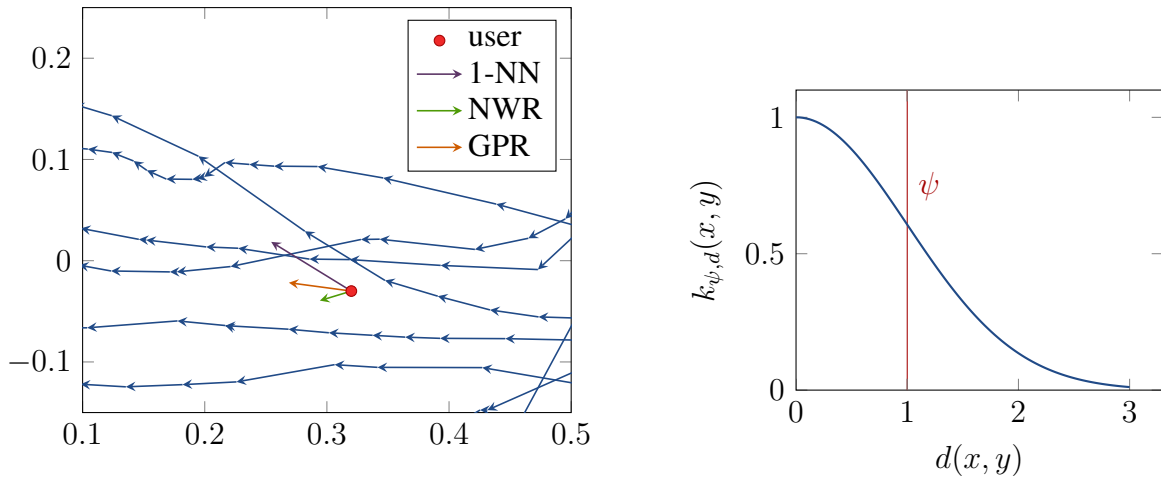 0.2
0.1
0
−0.1
0.1 0.2 0.3 0.4 0.5
user
1-NN
NWR
GPR
1
0.5
0
0 1 2 3
ψ
k_{ψ,d}(x, y)
d(x, y)